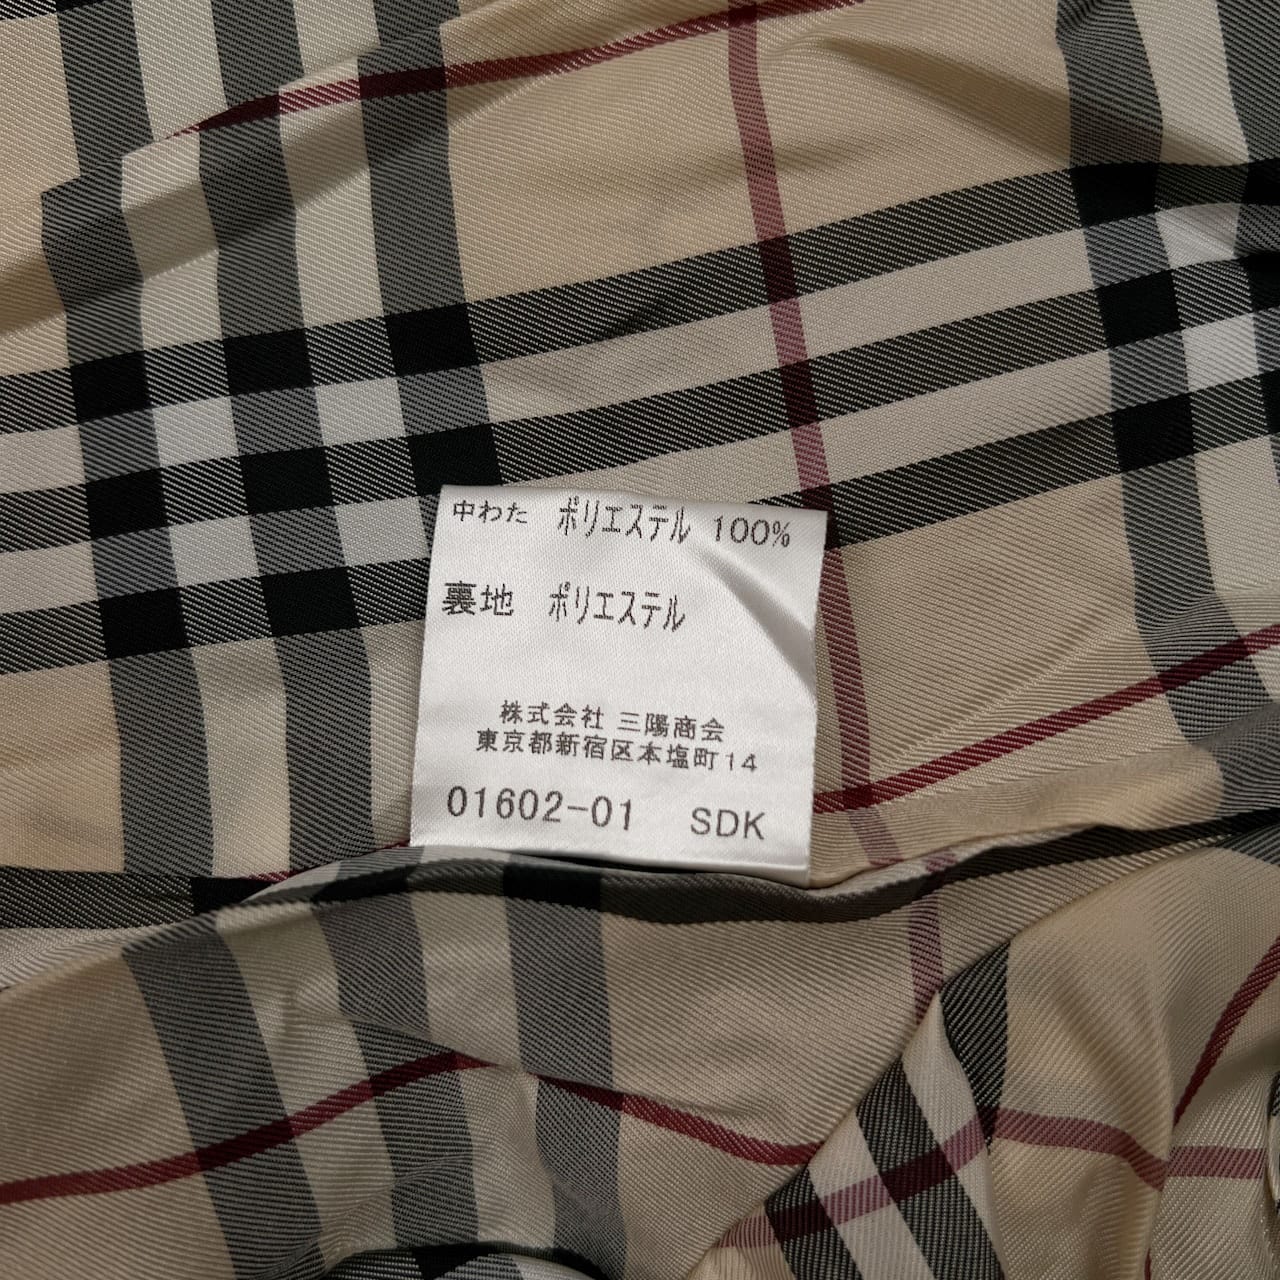 中わた ポリエステル 100%
裏地 ポリエステル
株式会社 三陽商会
東京都新宿区本塩町14
01602-01 SDK